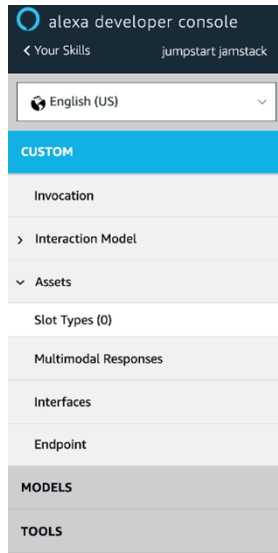 alexa developer console
Your Skills jumpstart jamstack
English (US)
CUSTOM
Invocation
Interaction Model
Assets
Slot Types (0)
Multimodal Responses
Interfaces
Endpoint
MODELS
TOOLS